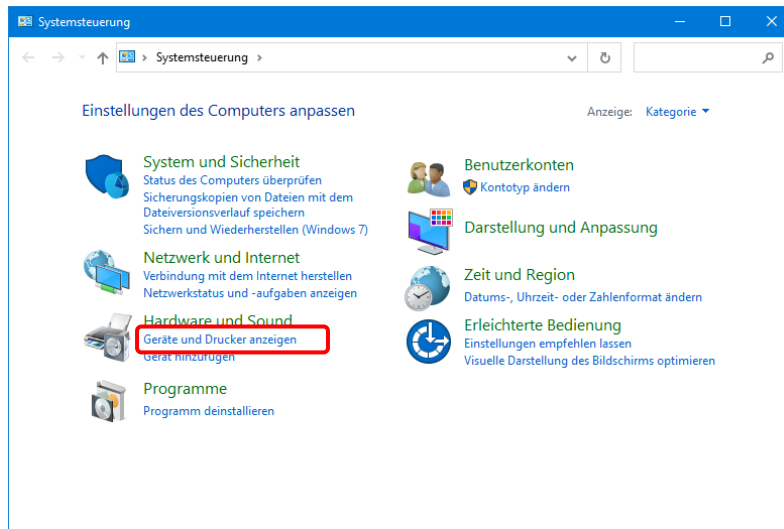 Systemsteuerung
Systemsteuerung
Einstellungen des Computers anpassen
Anzeige: Kategorie
System und Sicherheit
Status des Computers überprüfen
Sicherungskopien von Dateien mit dem
Dateiversionsverlauf speichern
Sichern und Wiederherstellen (Windows 7)
Netzwerk und Internet
Verbindung mit dem Internet herstellen
Netzwerkstatus und -aufgaben anzeigen
Hardware und Sound
Geräte und Drucker anzeigen
Gerät hinzufügen
Programme
Programm deinstallieren
Benutzerkonten
Kontotyp ändern
Darstellung und Anpassung
Zeit und Region
Datums-, Uhrzeit- oder Zahlenformat ändern
Erleichterte Bedienung
Einstellungen empfehlen lassen
Visuelle Darstellung des Bildschirms optimieren